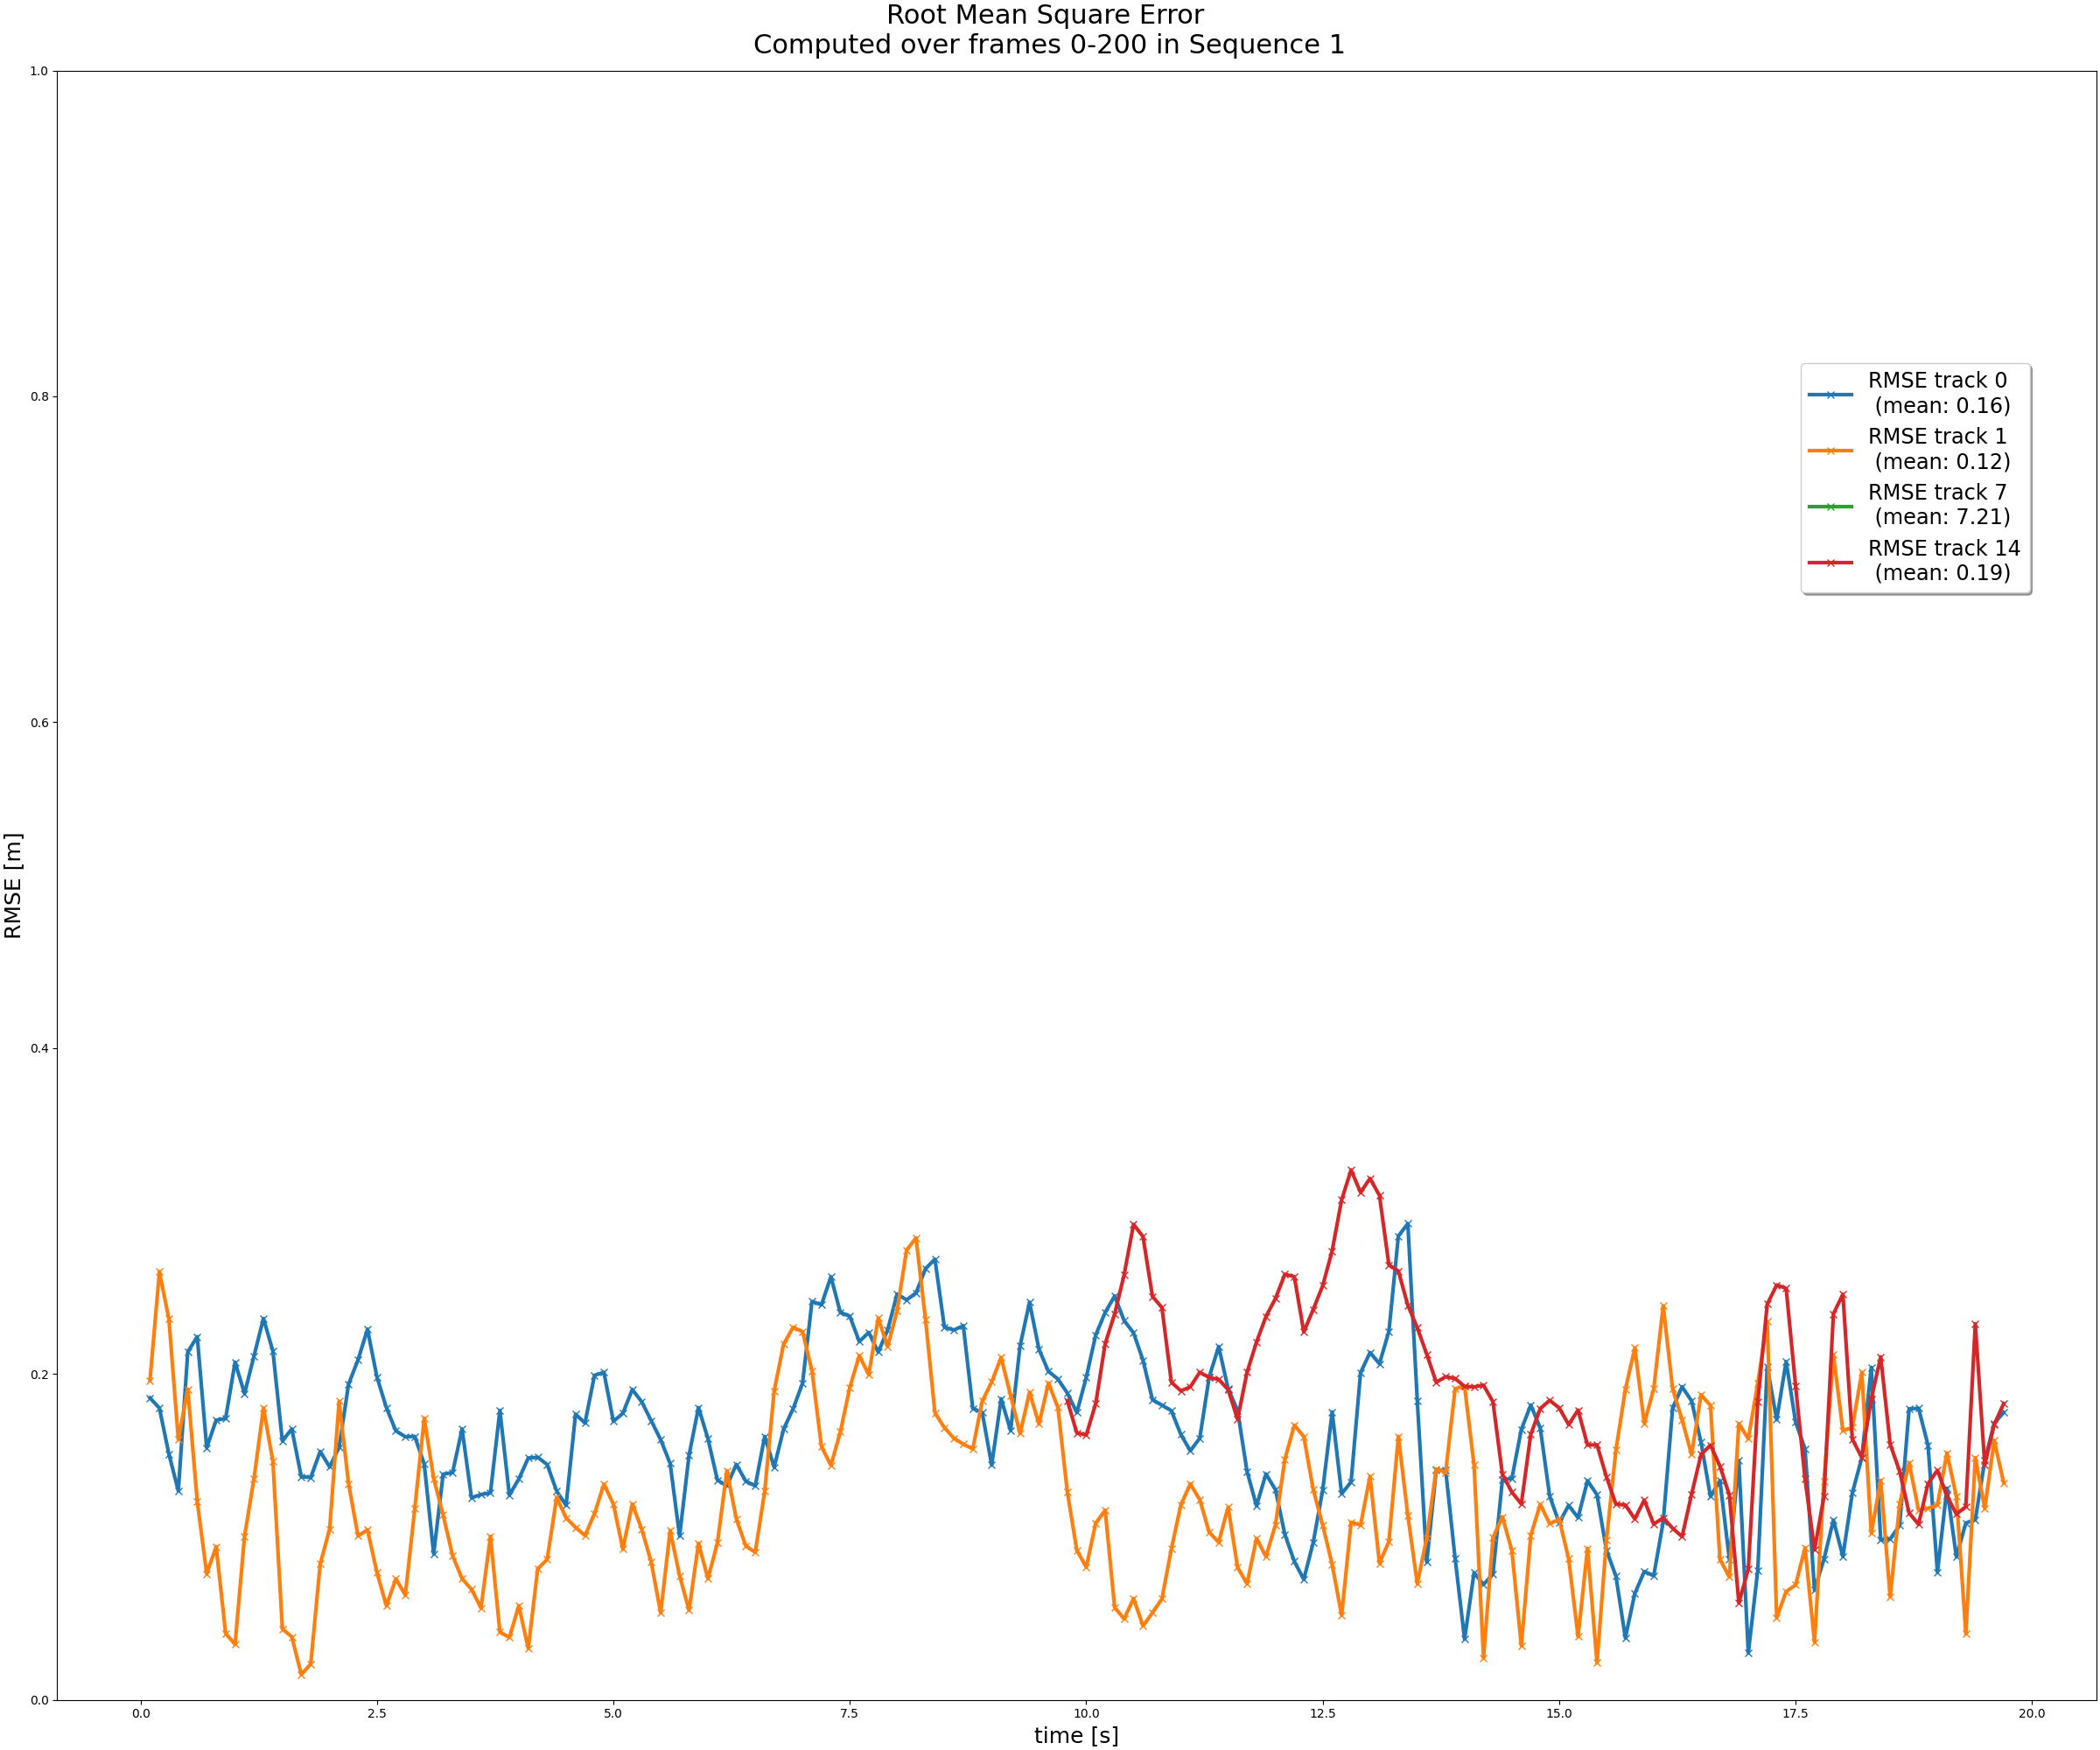 Root Mean Square Error
Computed over frames 0-200 in Sequence 1
1.0
0.8
0.6
0.4
0.2
0.0
RMSE [m]
RMSE track 0
(mean: 0.16)
RMSE track 1
(mean: 0.12)
RMSE track 7
(mean: 7.21)
RMSE track 14
(mean: 0.19)
0.0 2.5 5.0 7.5 10.0 12.5 15.0 17.5 20.0
time [s]